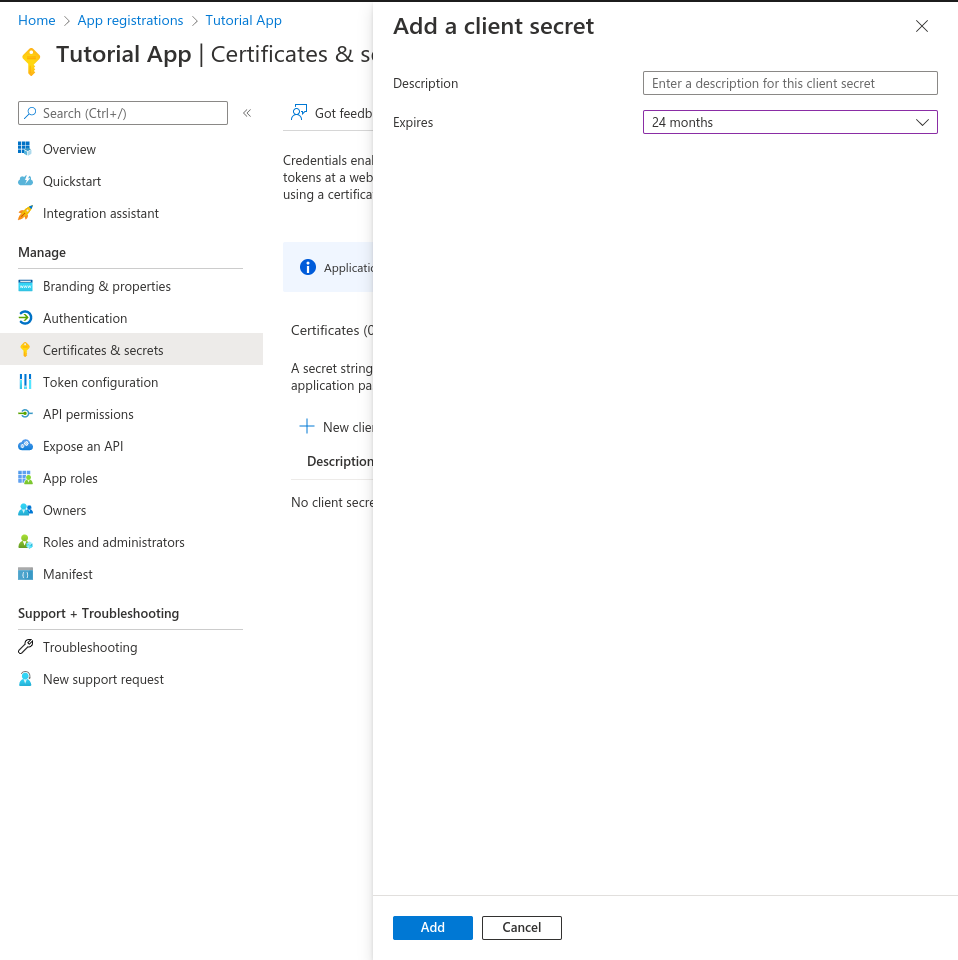 Home > App registrations > Tutorial App
Tutorial App | Certificates & s
Search (Ctrl+/)
«
Overview
Quickstart
Integration assistant
Manage
Branding & properties
Authentication
Certificates & secrets
Token configuration
API permissions
Expose an API
App roles
Owners
Roles and administrators
Manifest
Support + Troubleshooting
Troubleshooting
New support request
Got feedb
Credentials enal
tokens at a web
using a certifica
Applicatio
Certificates (0
A secret string
application pa
New clie
Description
No client secre
Add a client secret
Description
Enter a description for this client secret
Expires
24 months
Add
Cancel